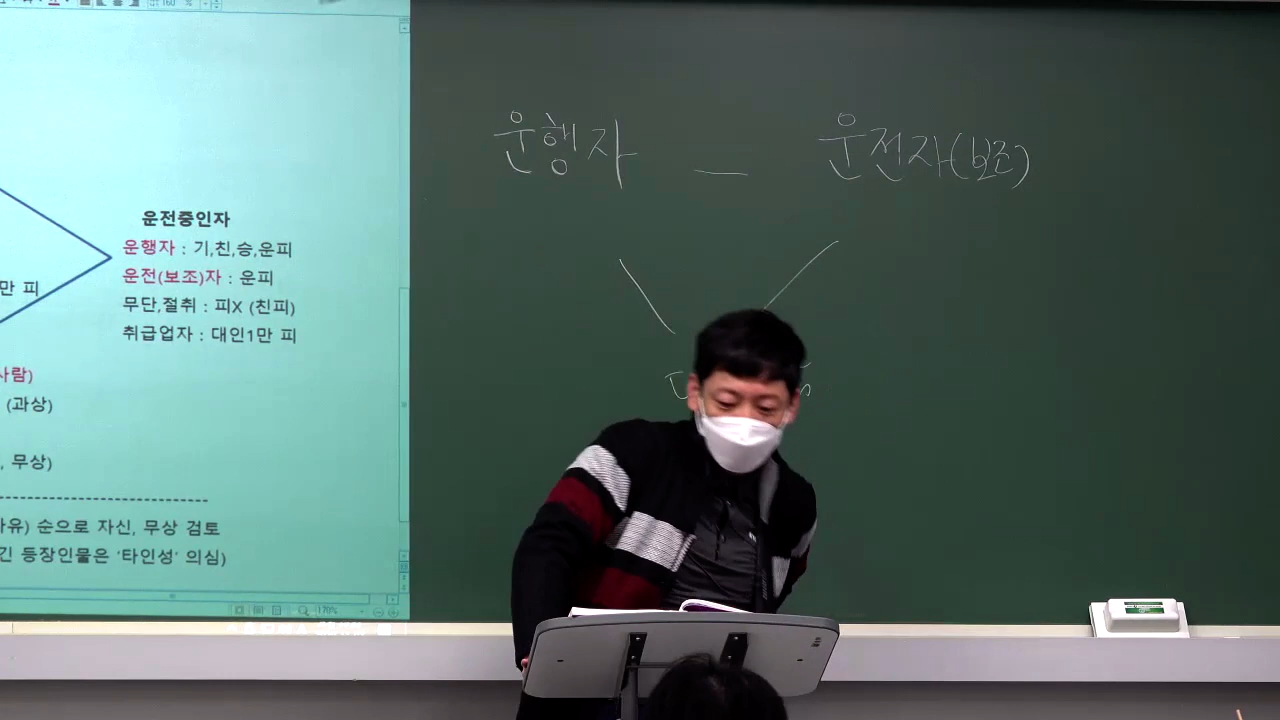 운전중인자
운행자 : 기,친,승,운피
운전(보조)자 : 운피
만 피
무단,절취 : 피X (친피)
취급업자 : 대인1만 피
사람)
(과상)
, 무상)
유) 순으로 자신, 무상 검토
긴 등장인물은 '타인성' 의심)
170%
운행자 — 운전자(보조)